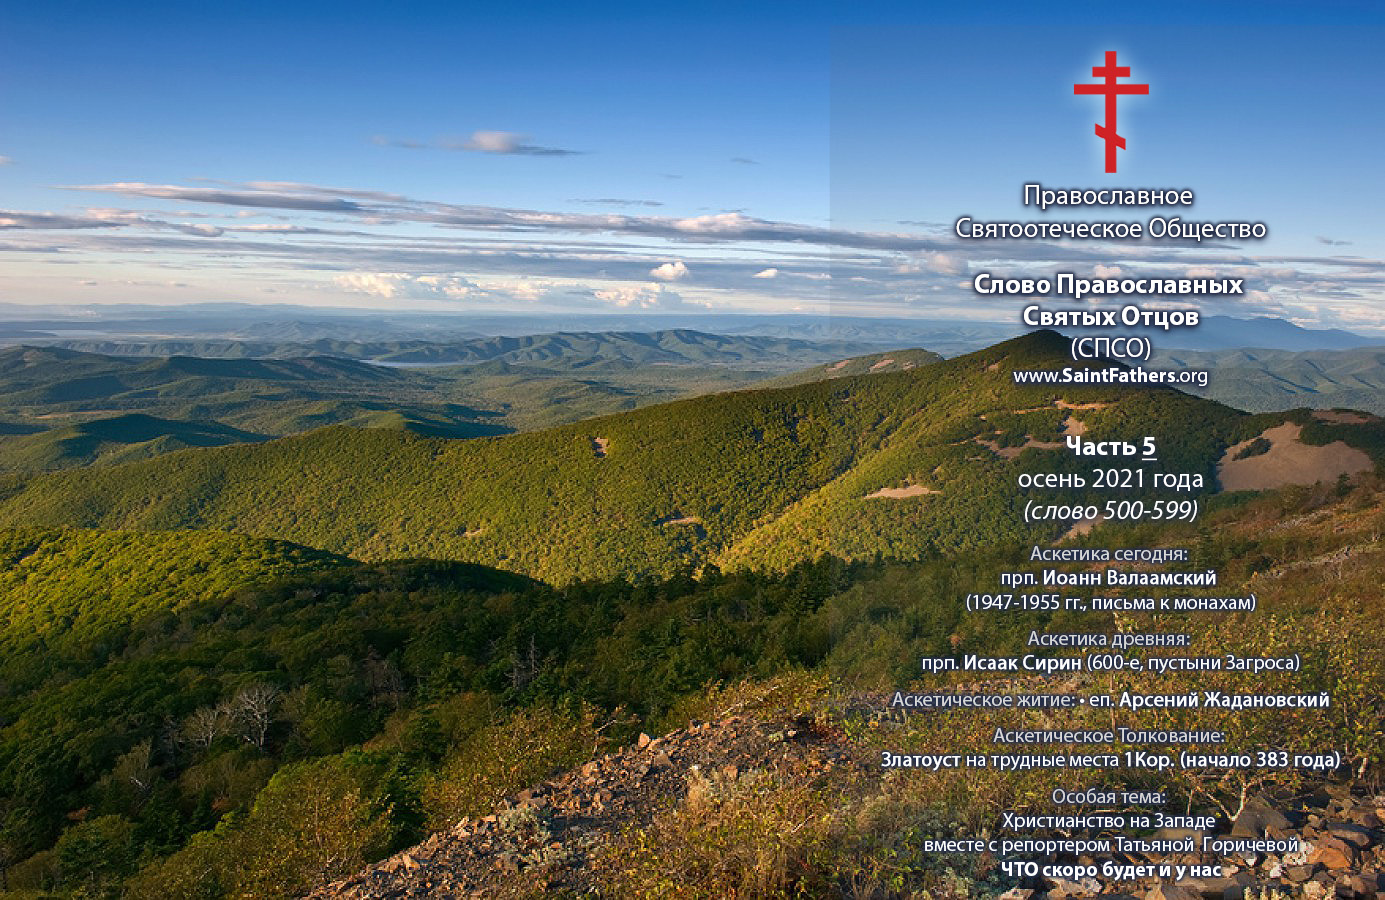 Православное
Святоотеческое Общество
Слово Православных
Святых Отцов
(СПСО)
www.SaintFathers.org
Часть 5
осень 2021 года
(слово 500-599)
Аскетика сегодня:
прп. Иоанн Валаамский
(1947-1955 гг., письма к монахам)
Аскетика древняя:
прп. Исаак Сирин (600-е, пустыни Загроса)
Аскетическое житие: • еп. Арсений Жадановский
Аскетическое Толкование:
Златоуст на трудные места 1Кор. (начало 383 года)
Особая тема:
Христианство на Западе
вместе с репортером Татьяной Горичевой
ЧТО скоро будет и у нас